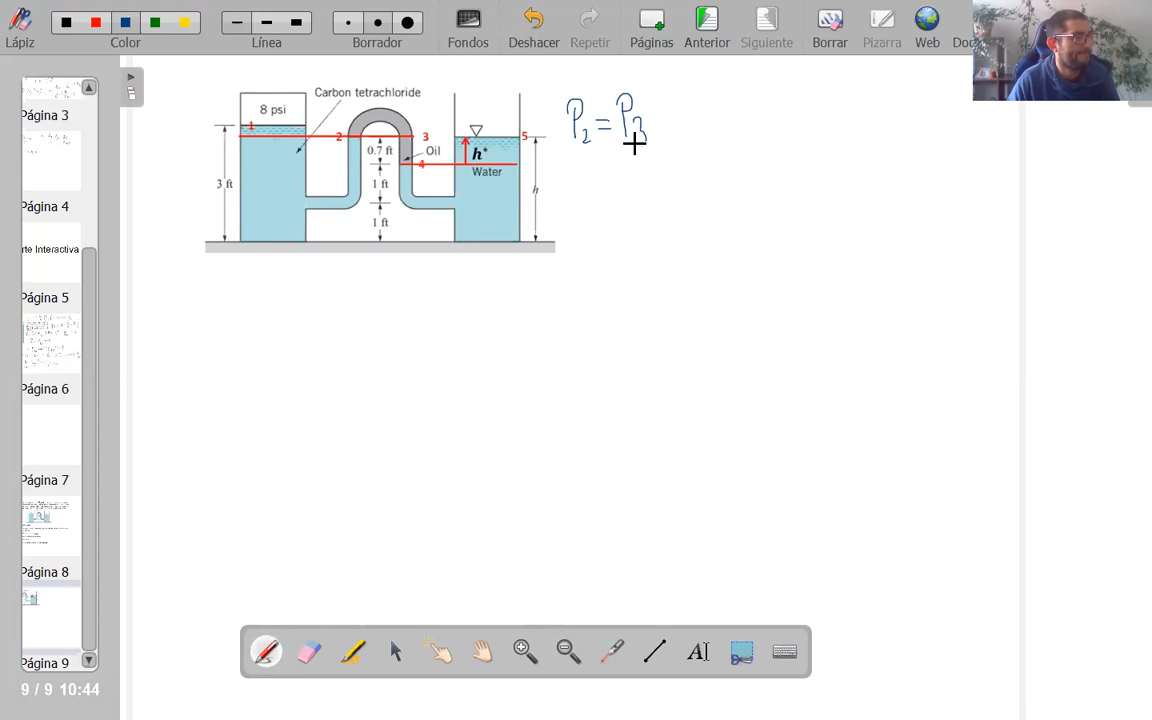 Lápiz
Color
Línea
Borrador
Fondos
Deshacer
Repetir
Páginas
Anterior
Siguiente
Borrar
Pizarra
Web
Página 3
Página 4
rte Interactiva
Página 5
Página 6
Página 7
Página 8
Página 9
9 / 9 10:44
Carbon tetrachloride
8 psi
1
2
3
5
0.7 ft
Oil
h*
4
Water
3 ft
1 ft
h
1 ft
P₂ = P₃
A